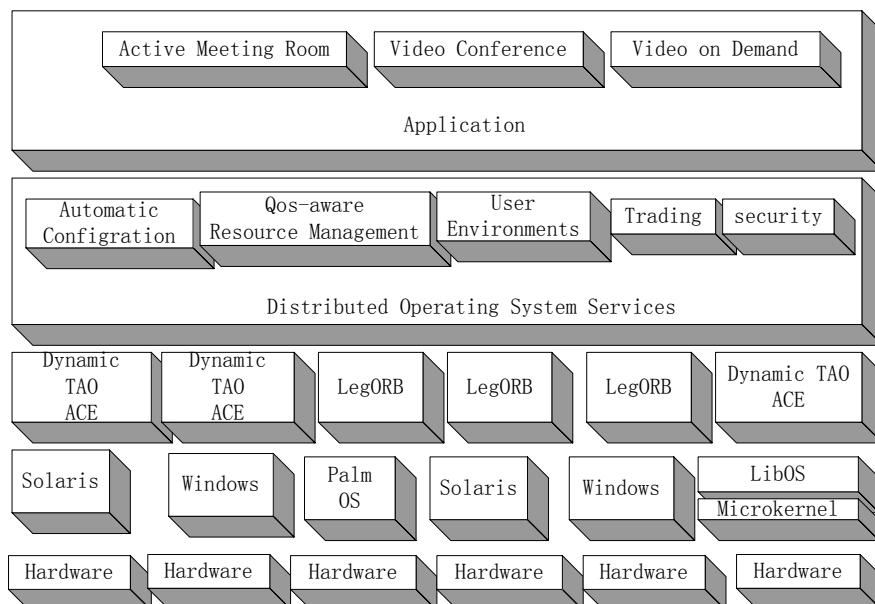 Active Meeting Room
Video Conference
Video on Demand
Application
Automatic
Configration
Qos-aware
Resource Management
User
Environments
Trading
security
Distributed Operating System Services
Dynamic
TAO
ACE
Dynamic
TAO
ACE
LegORB
LegORB
LegORB
Dynamic TAO
ACE
Solaris
Windows
Palm
OS
Solaris
Windows
LibOS
Microkernel
Hardware
Hardware
Hardware
Hardware
Hardware
Hardware